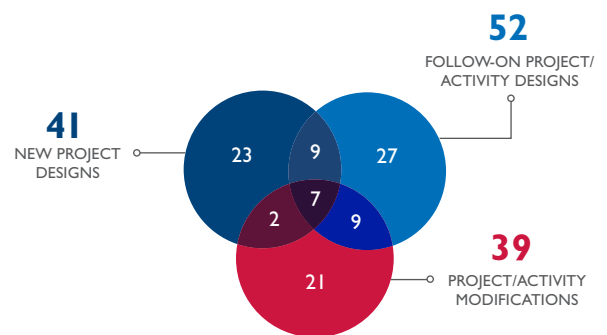 52
FOLLOW-ON PROJECT/
ACTIVITY DESIGNS
41
NEW PROJECT
DESIGNS
23
9
27
7
2
9
21
39
PROJECT/ACTIVITY
MODIFICATIONS